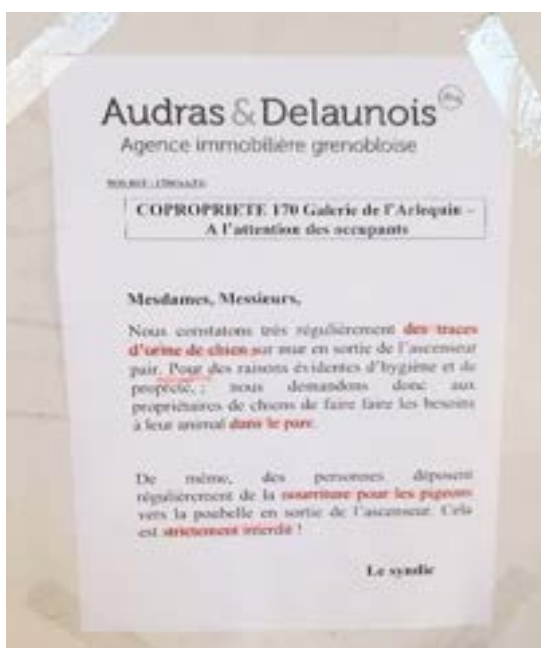 Audras & Delaunois
Agence immobilière grenobloise
COPROPRIETE 170 Galerie de l'Arlequin –
A l'attention des occupants
Mesdames, Messieurs,
Nous constatons très régulièrement des traces
d'urine de chien sur mur en sortie de l'ascenseur
pair. Pour des raisons évidentes d'hygiène et de
propreté, ; nous demandons donc aux
propriétaires de chiens de faire faire les besoins
à leur animal dans le parc.
De même, des personnes déposent
régulièrement de la nourriture pour les pigeons
vers la poubelle en sortie de l'ascenseur. Cela
est strictement interdit !
Le syndic